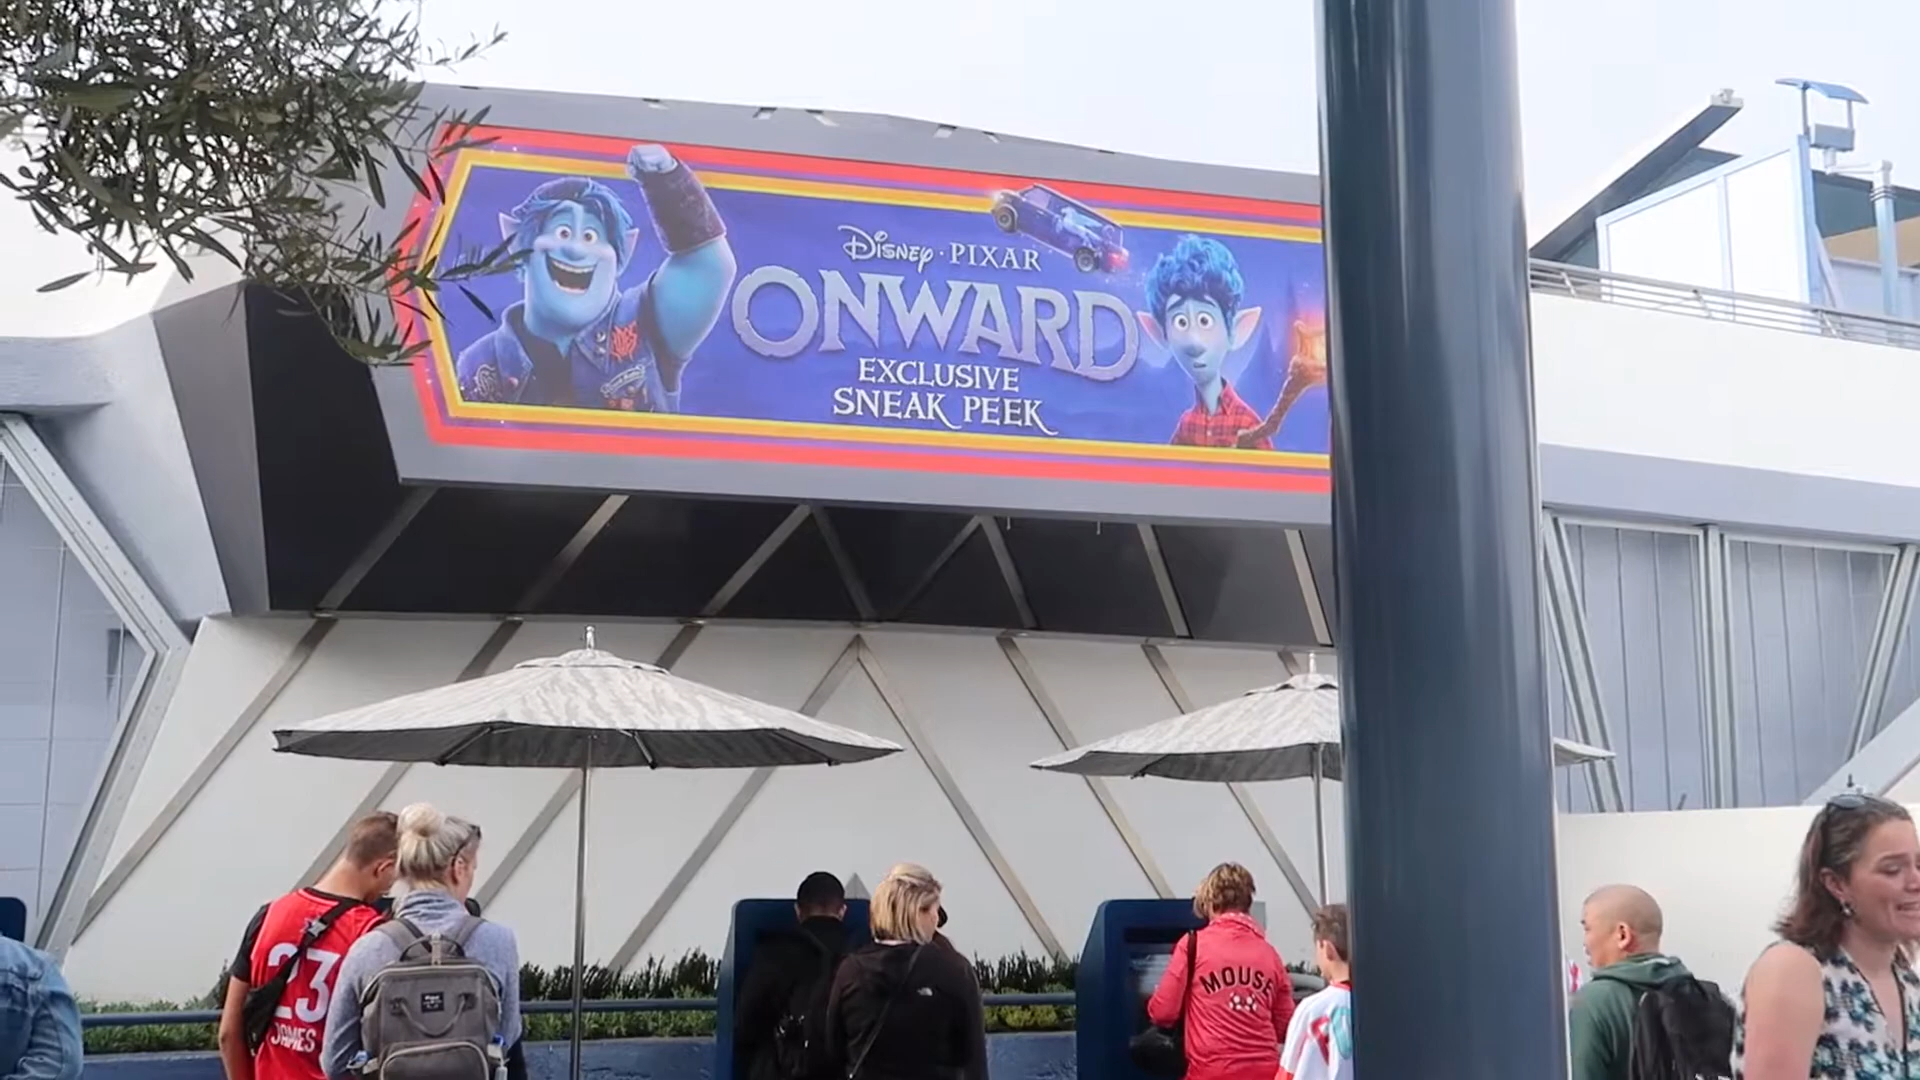 DISNEY · PIXAR
ONWARD
EXCLUSIVE
SNEAK PEEK
23
JAMES
MOUSE